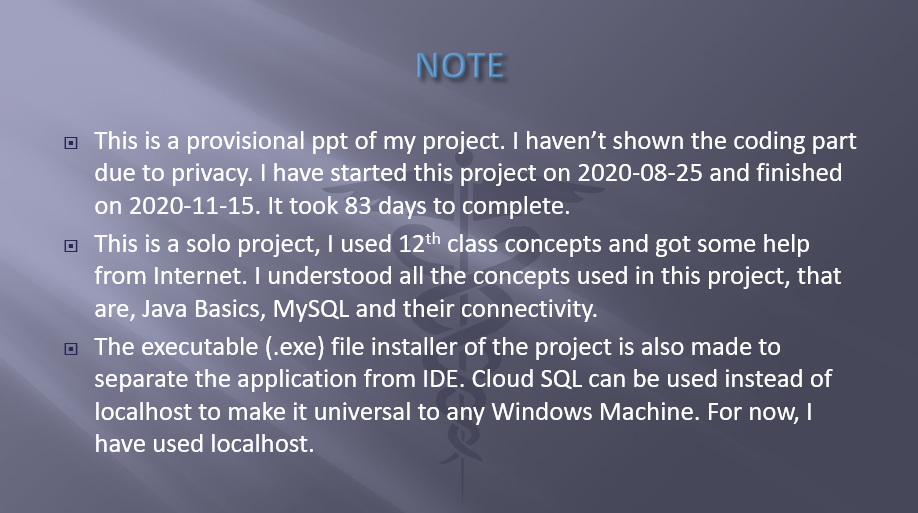 NOTE
This is a provisional ppt of my project. I haven’t shown the coding part
due to privacy. I have started this project on 2020-08-25 and finished
on 2020-11-15. It took 83 days to complete.
This is a solo project, I used 12th class concepts and got some help
from Internet. I understood all the concepts used in this project, that
are, Java Basics, MySQL and their connectivity.
The executable (.exe) file installer of the project is also made to
separate the application from IDE. Cloud SQL can be used instead of
localhost to make it universal to any Windows Machine. For now, I
have used localhost.